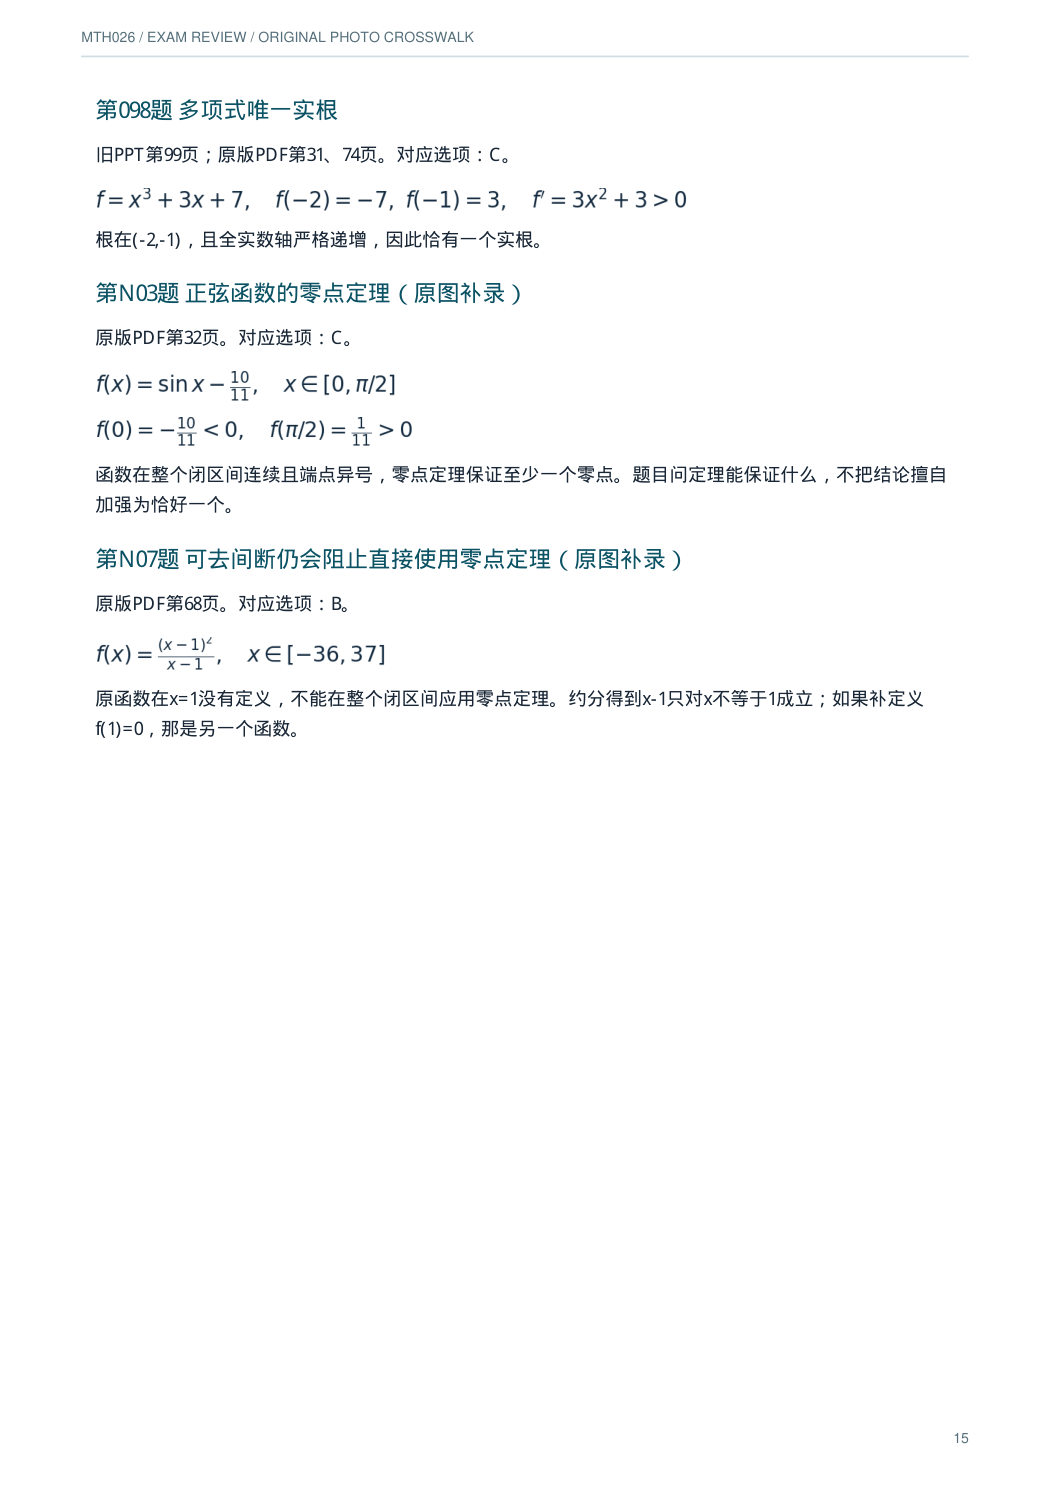 MTH026 / EXAM REVIEW / ORIGINAL PHOTO CROSSWALK
第098题 多项式唯一实根
旧PPT第99页；原版PDF第31、74页。对应选项：C。
f = x³ + 3x + 7, f(−2) = −7, f(−1) = 3, f′ = 3x² + 3 > 0
根在(-2,-1)，且全实数轴严格递增，因此恰有一个实根。
第N03题 正弦函数的零点定理（原图补录）
原版PDF第32页。对应选项：C。
f(x) = sin x − 10/11, x ∈ [0, π/2]
f(0) = −10/11 < 0, f(π/2) = 1/11 > 0
函数在整个闭区间连续且端点异号，零点定理保证至少一个零点。题目问定理能保证什么，不把结论擅自
加强为恰好一个。
第N07题 可去间断仍会阻止直接使用零点定理（原图补录）
原版PDF第68页。对应选项：B。
f(x) = (x − 1)²/x − 1, x ∈ [−36, 37]
原函数在x=1没有定义，不能在整个闭区间应用零点定理。约分得到x-1只对x不等于1成立；如果补定义
f(1)=0，那是另一个函数。
15